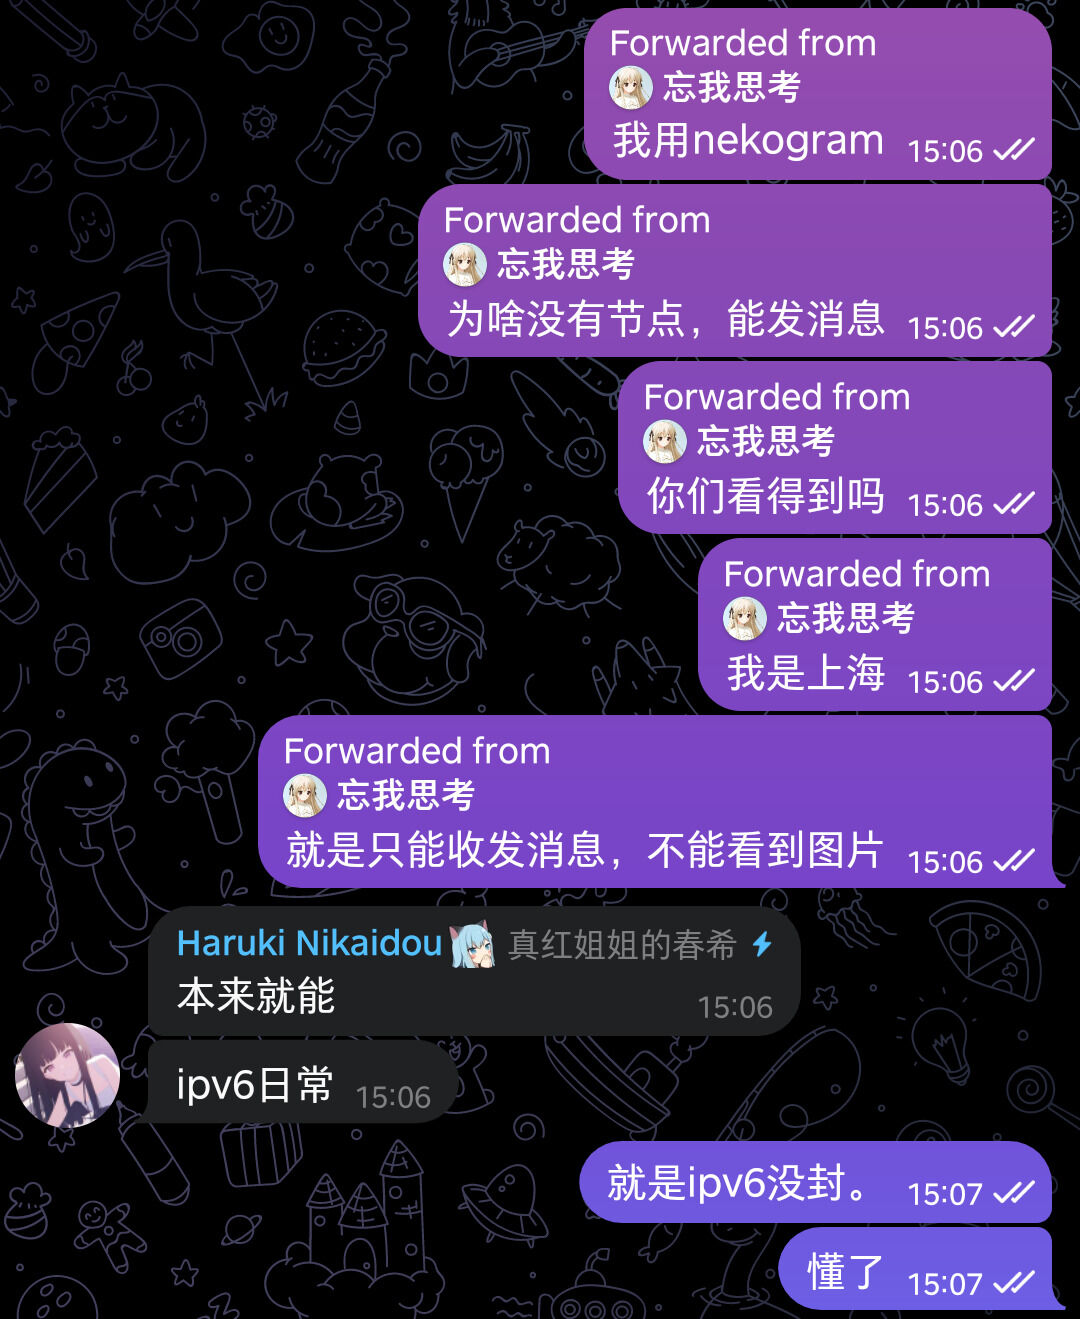 Forwarded from
忘我思考
我用nekogram 15:06
Forwarded from
忘我思考
为啥没有节点，能发消息 15:06
Forwarded from
忘我思考
你们看得到吗 15:06
Forwarded from
忘我思考
我是上海 15:06
Forwarded from
忘我思考
就是只能收发消息，不能看到图片 15:06
Haruki Nikaidou 真红姐姐的春希
本来就能 15:06
ipv6日常 15:06
就是ipv6没封。 15:07
懂了 15:07